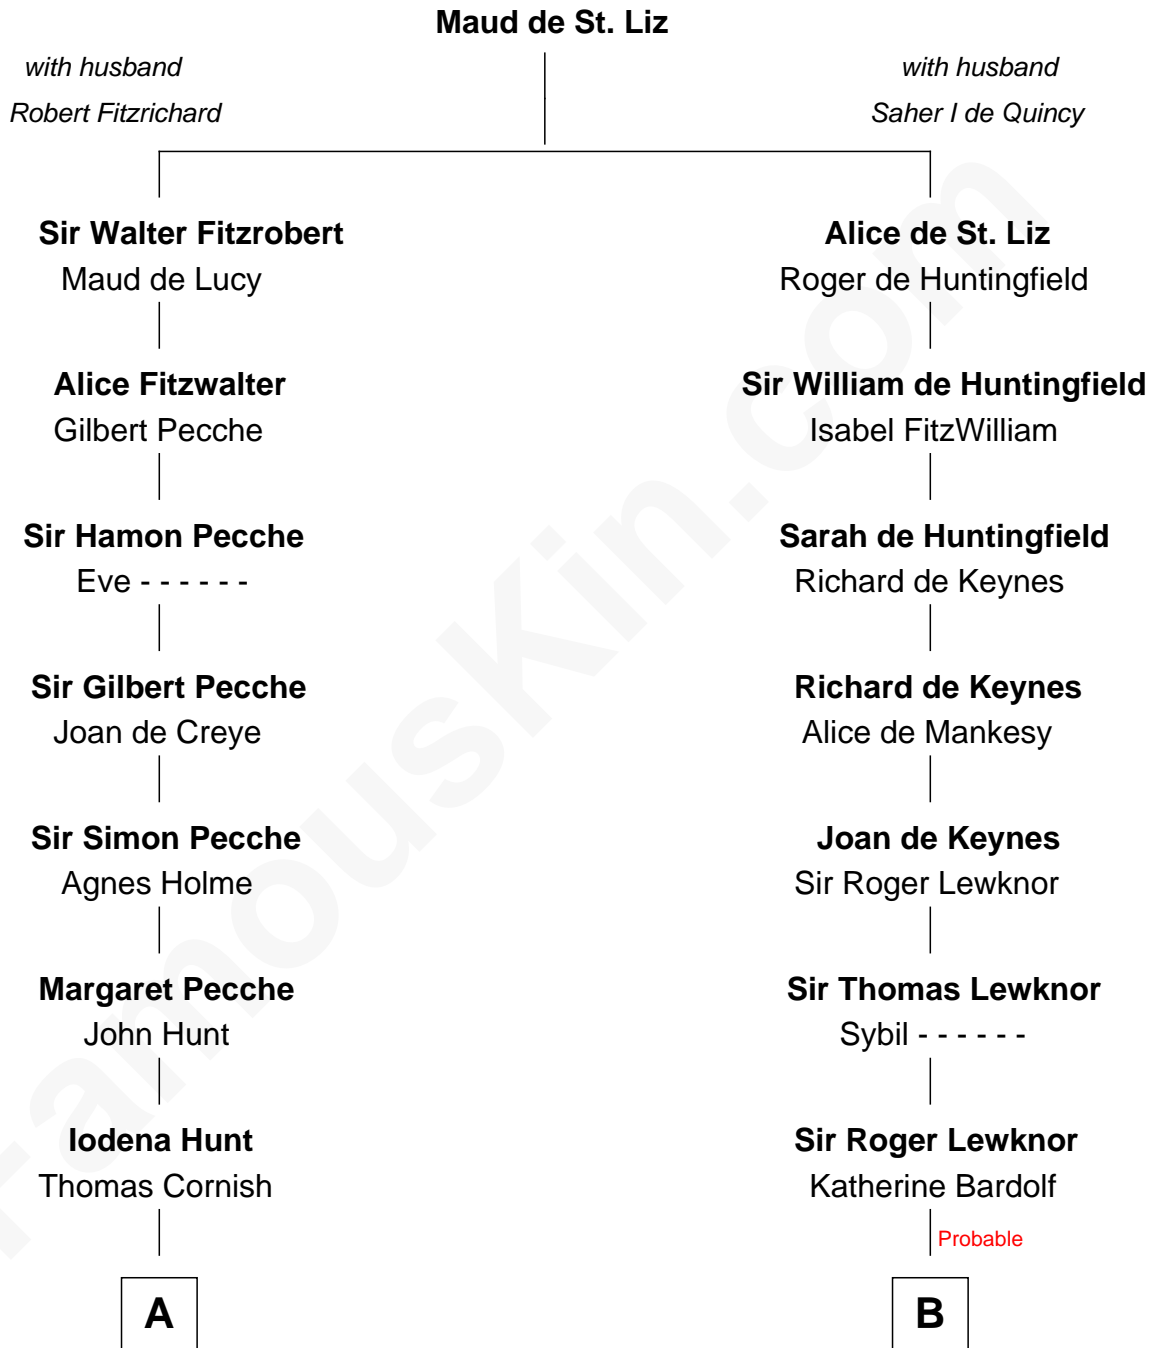 Maud de St. Liz
with husband
Robert Fitzrichard
with husband
Saher I de Quincy
Sir Walter Fitzrobert
Maud de Lucy
Alice de St. Liz
Roger de Huntingfield
Alice Fitzwalter
Gilbert Pecche
Sir William de Huntingfield
Isabel FitzWilliam
Sir Hamon Pecche
Eve - - - - - -
Sarah de Huntingfield
Richard de Keynes
Sir Gilbert Pecche
Joan de Creye
Richard de Keynes
Alice de Mankesy
Sir Simon Pecche
Agnes Holme
Joan de Keynes
Sir Roger Lewknor
Margaret Pecche
John Hunt
Sir Thomas Lewknor
Sybil - - - - - -
Iodena Hunt
Thomas Cornish
Sir Roger Lewknor
Katherine Bardolf
Probable
A
B
FamousKin.com